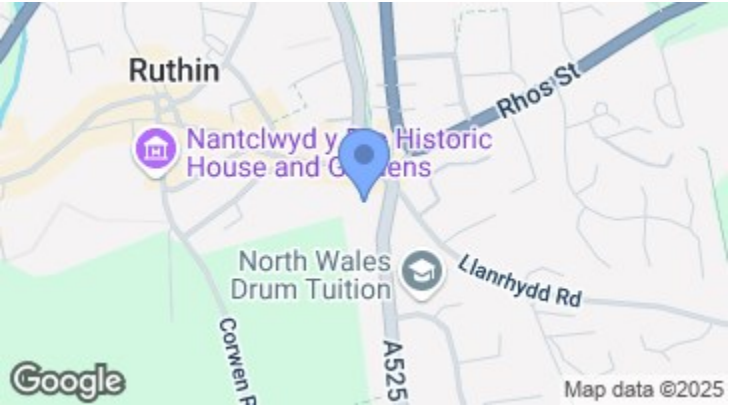 Ruthin
Rhos St
Nantclwyd y Historic
House and
North Wales
Drum Tuition
Llanrhydd Rd
Corwen
A525
Google
Map data ©2025